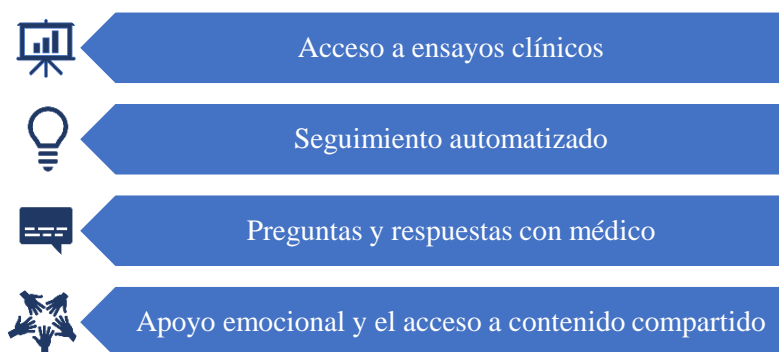 Acceso a ensayos clínicos
Seguimiento automatizado
Preguntas y respuestas con médico
Apoyo emocional y el acceso a contenido compartido